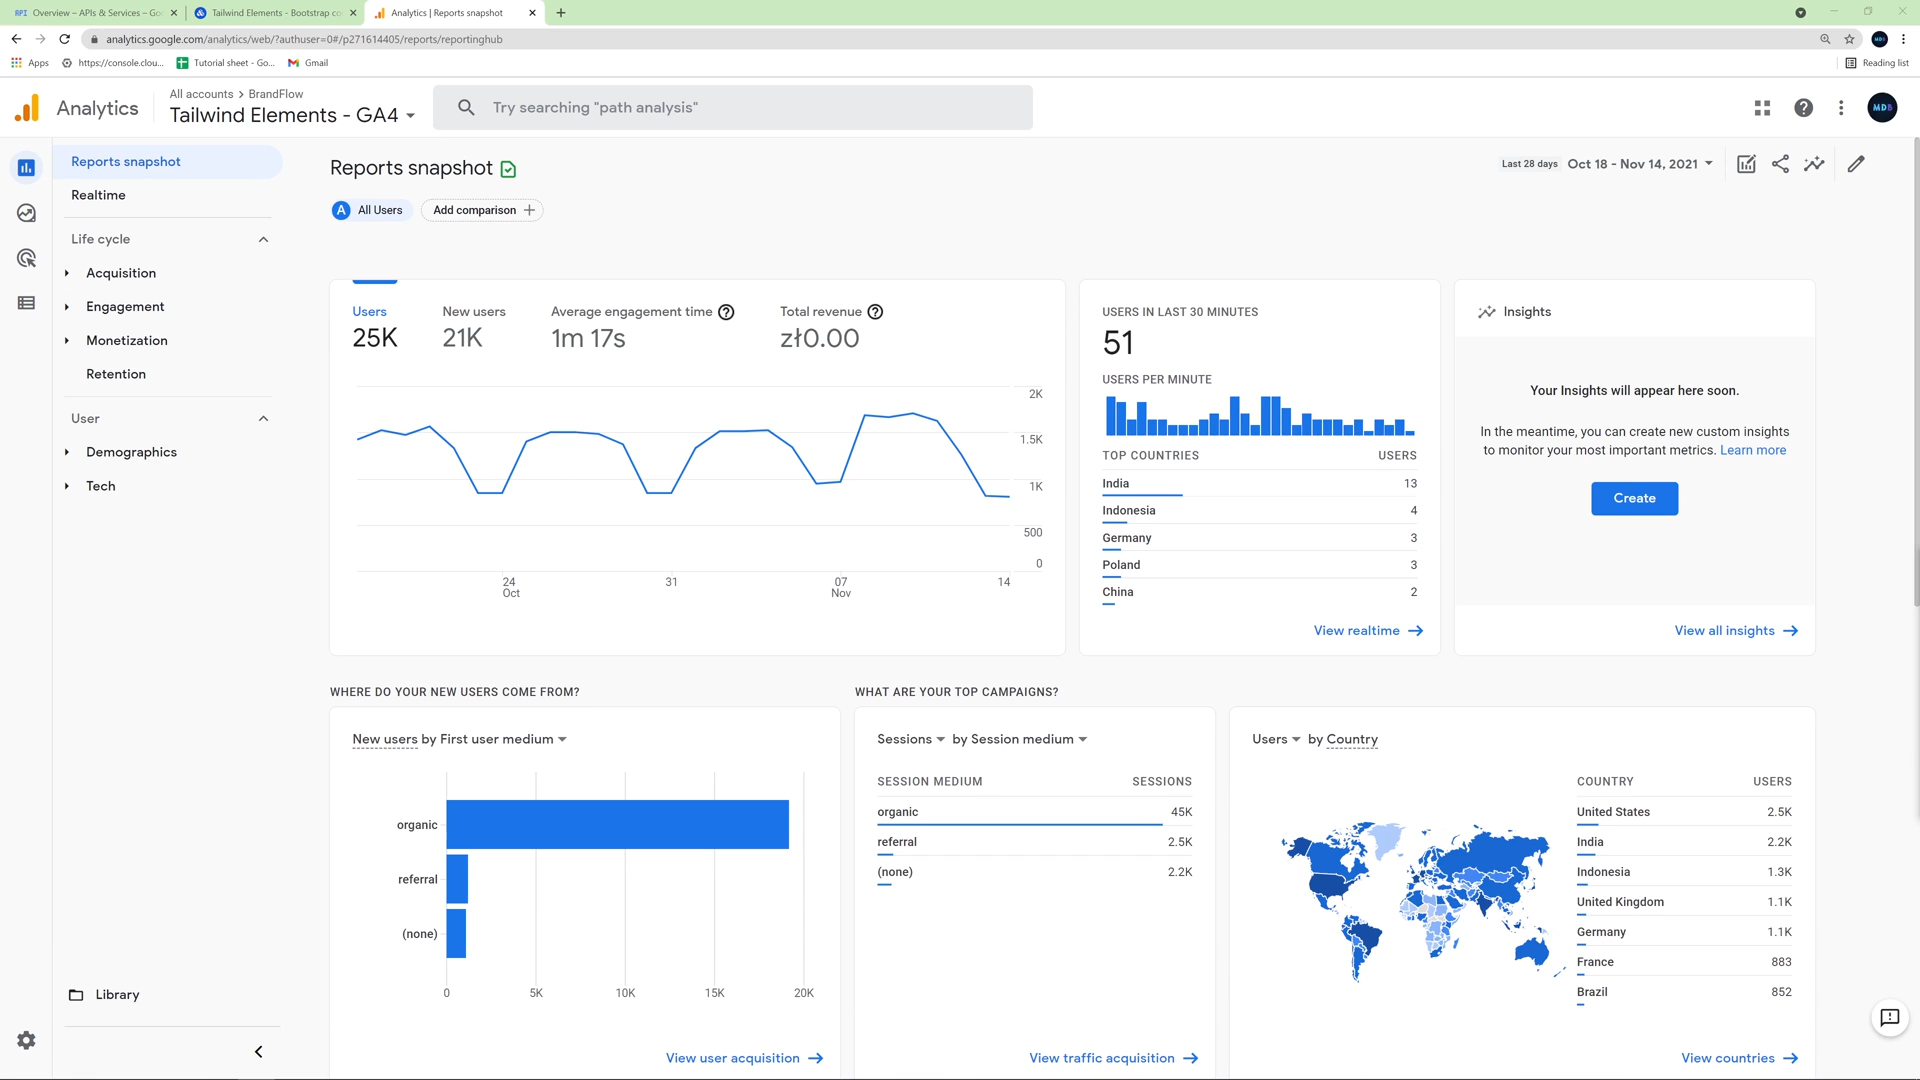 API Overview – APIs & Services – Goo
Tailwind Elements - Bootstrap co
Analytics | Reports snapshot
analytics.google.com/analytics/web/?authuser=0#/p271614405/reports/reportinghub
Apps
https://console.clou...
Tutorial sheet - Go...
Gmail
Reading list
Analytics
All accounts > BrandFlow
Tailwind Elements - GA4
Try searching "path analysis"
MDB
Reports snapshot
Realtime
Life cycle
Acquisition
Engagement
Monetization
Retention
User
Demographics
Tech
Library
Reports snapshot
Last 28 days Oct 18 - Nov 14, 2021
A All Users
Add comparison
Users
25K
New users
21K
Average engagement time
1m 17s
Total revenue
zł0.00
2K
1.5K
1K
500
0
24
Oct
31
07
Nov
14
USERS IN LAST 30 MINUTES
51
USERS PER MINUTE
TOP COUNTRIES USERS
India 13
Indonesia 4
Germany 3
Poland 3
China 2
View realtime
Insights
Your Insights will appear here soon.
In the meantime, you can create new custom insights
to monitor your most important metrics. Learn more
Create
View all insights
WHERE DO YOUR NEW USERS COME FROM?
New users by First user medium
organic
referral
(none)
0 5K 10K 15K 20K
View user acquisition
WHAT ARE YOUR TOP CAMPAIGNS?
Sessions by Session medium
SESSION MEDIUM SESSIONS
organic 45K
referral 2.5K
(none) 2.2K
View traffic acquisition
Users by Country
COUNTRY USERS
United States 2.5K
India 2.2K
Indonesia 1.3K
United Kingdom 1.1K
Germany 1.1K
France 883
Brazil 852
View countries